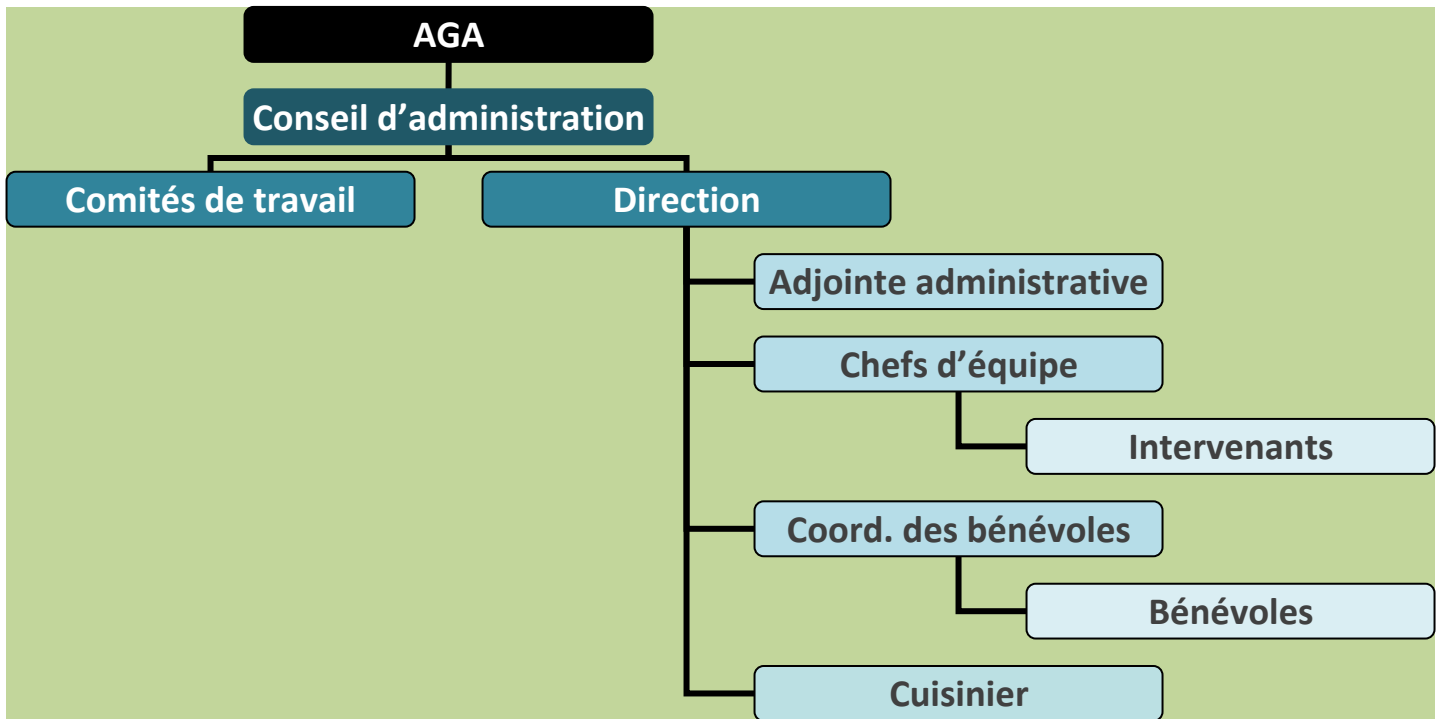 AGA
Conseil d’administration
Comités de travail
Direction
Adjointe administrative
Chefs d’équipe
Intervenants
Coord. des bénévoles
Bénévoles
Cuisinier